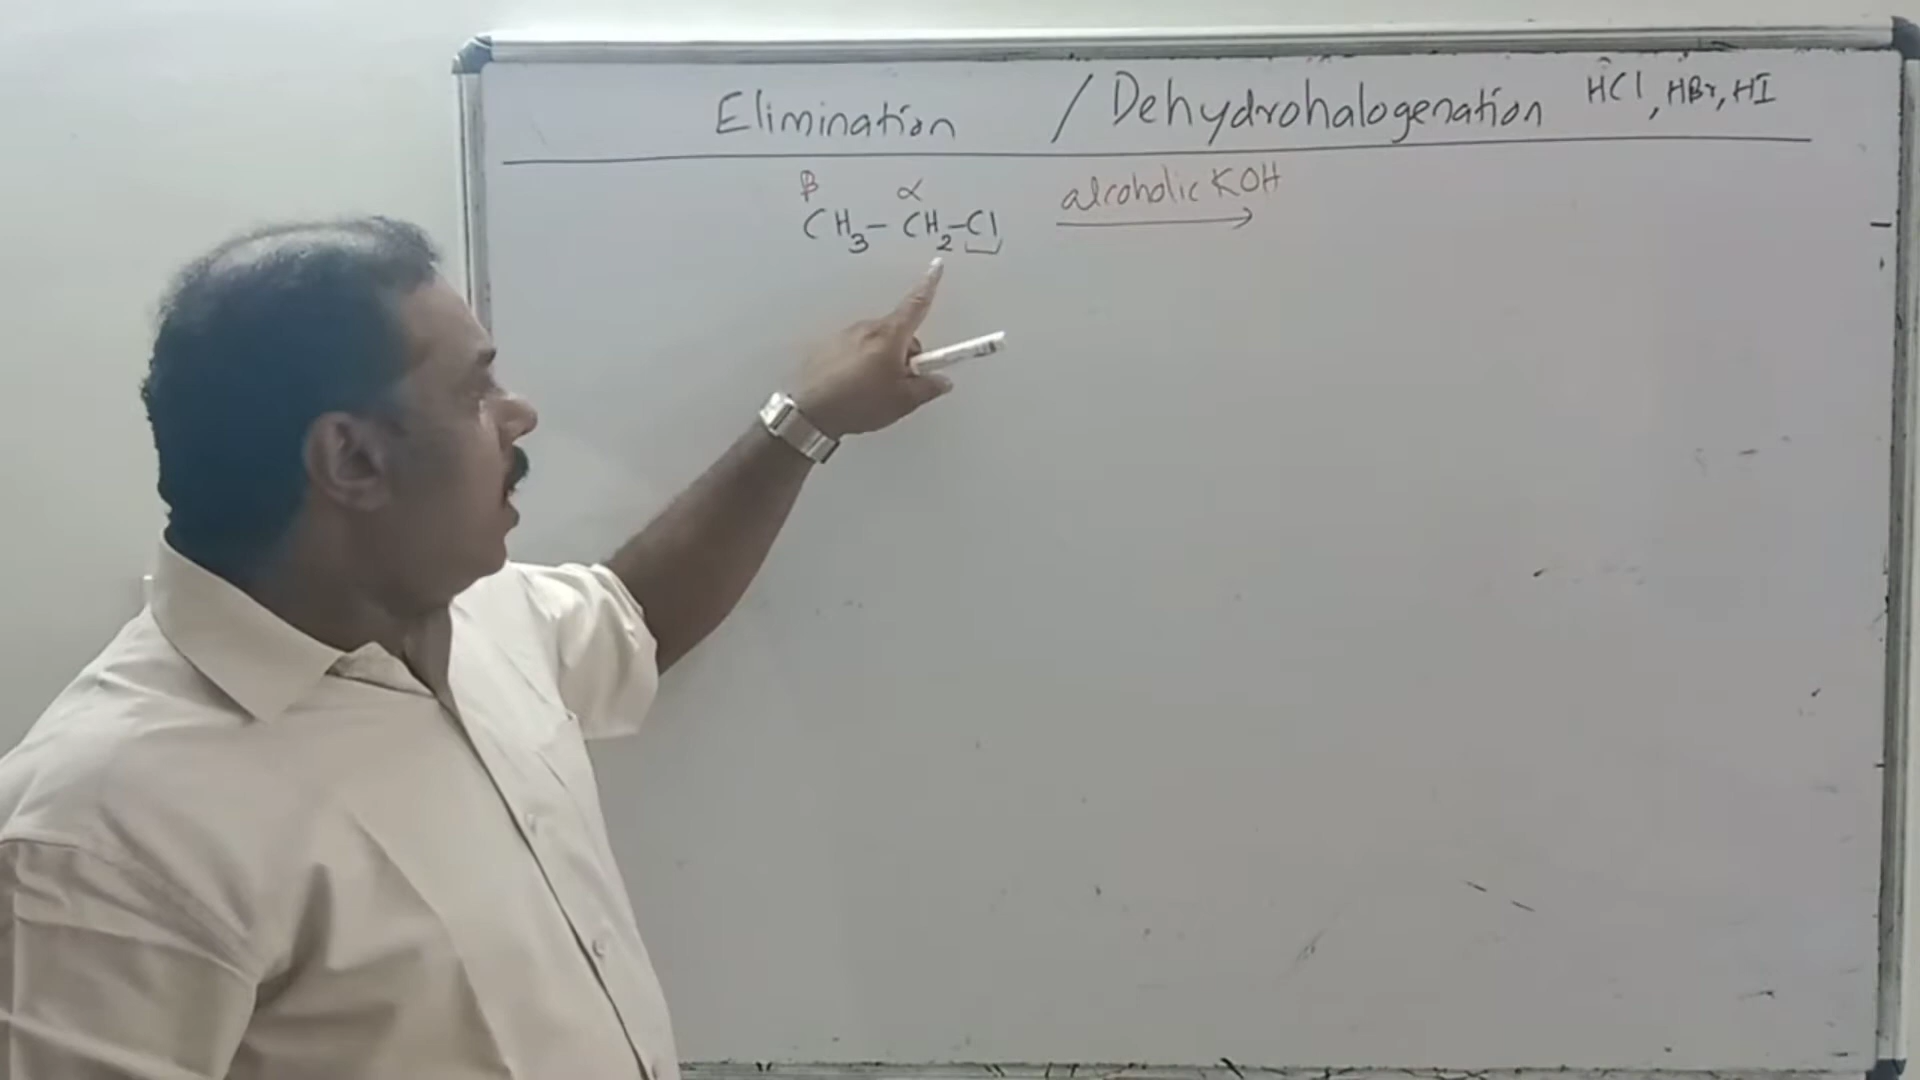 Elimination / Dehydrohalogenation HCl, HBr, HI
β α
CH3-CH2-Cl alcoholic KOH